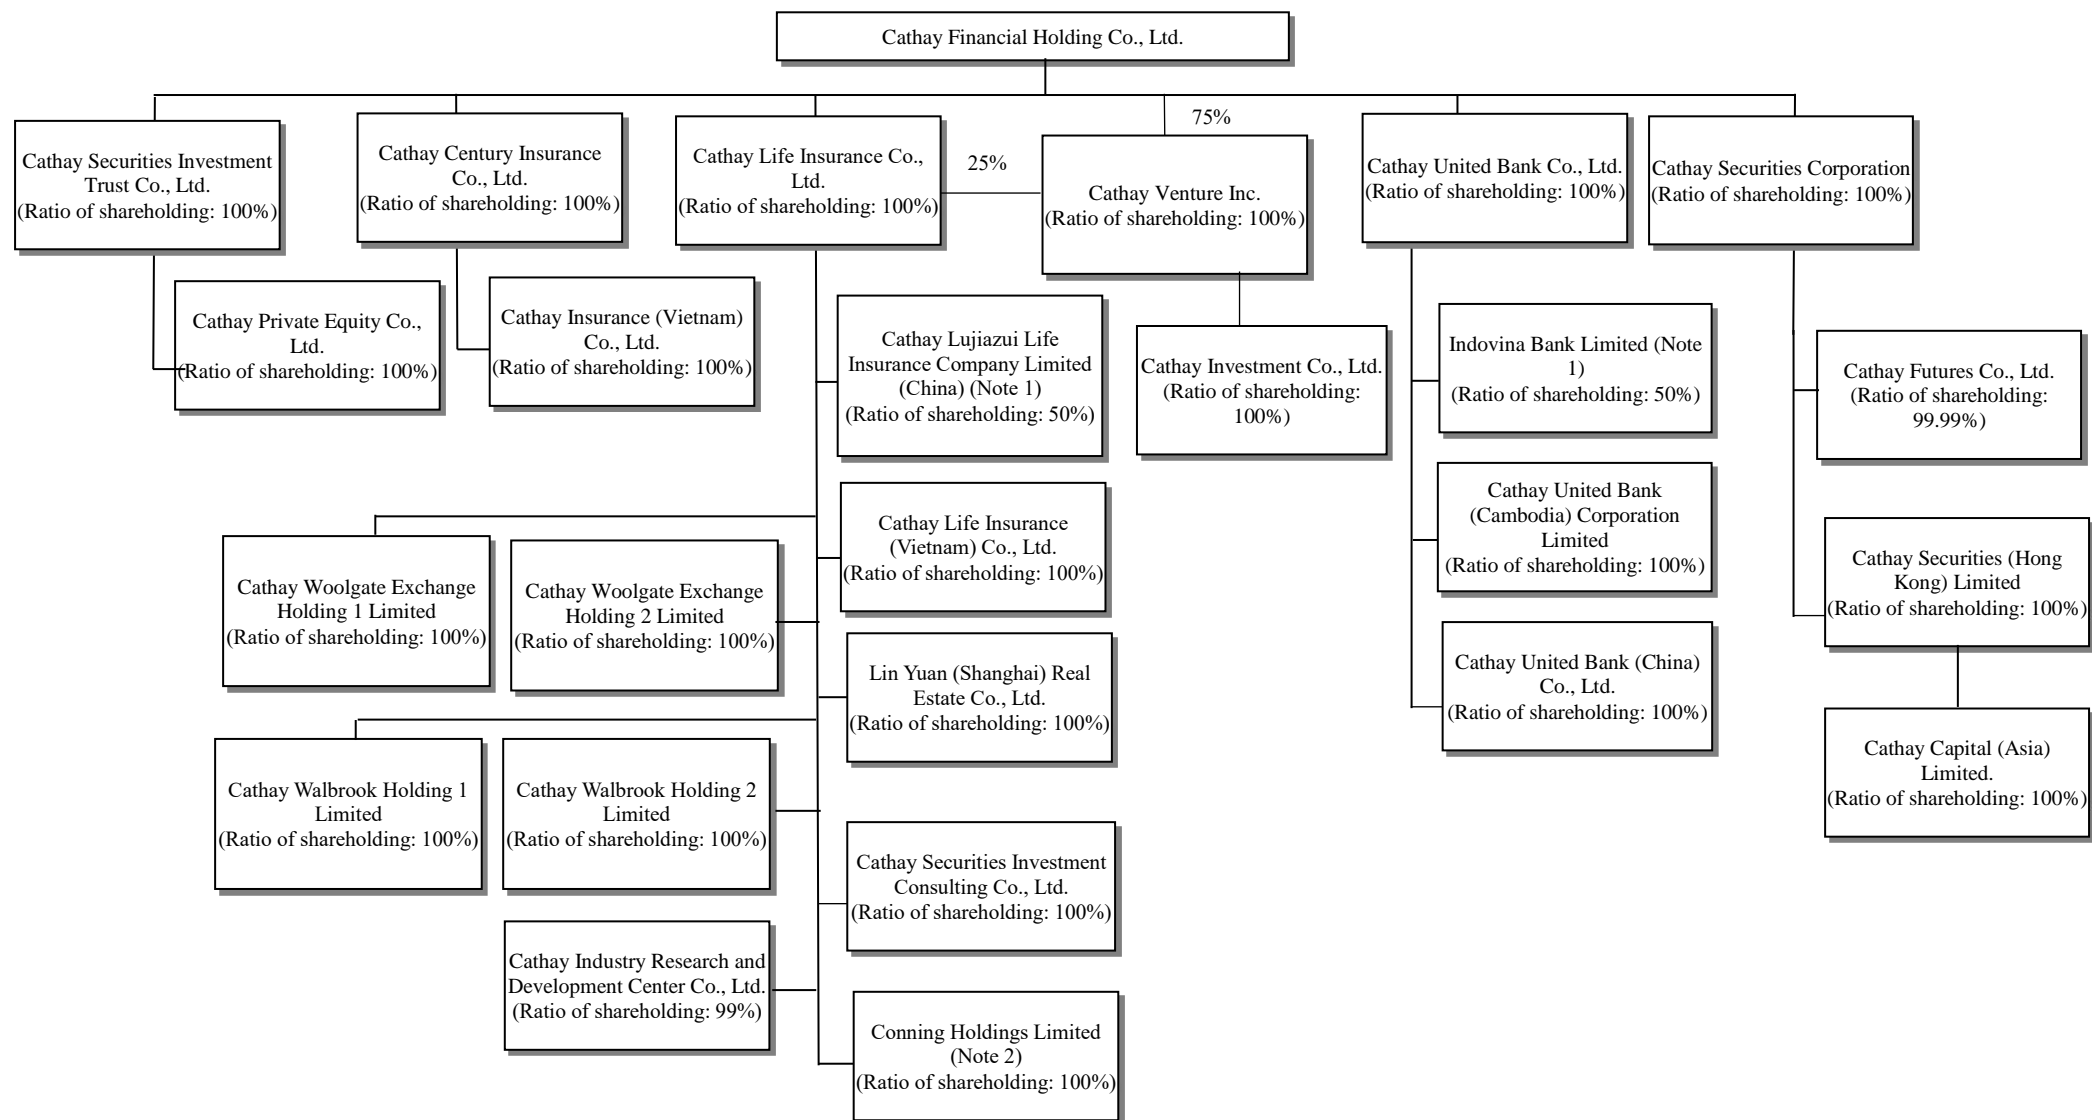 Cathay Financial Holding Co., Ltd.
75%
Cathay Securities Investment
Trust Co., Ltd.
(Ratio of shareholding: 100%)
Cathay Century Insurance
Co., Ltd.
(Ratio of shareholding: 100%)
Cathay Life Insurance Co.,
Ltd.
(Ratio of shareholding: 100%)
25%
Cathay Venture Inc.
(Ratio of shareholding: 100%)
Cathay United Bank Co., Ltd.
(Ratio of shareholding: 100%)
Cathay Securities Corporation
(Ratio of shareholding: 100%)
Cathay Private Equity Co.,
Ltd.
(Ratio of shareholding: 100%)
Cathay Insurance (Vietnam)
Co., Ltd.
(Ratio of shareholding: 100%)
Cathay Lujiazui Life
Insurance Company Limited
(China) (Note 1)
(Ratio of shareholding: 50%)
Cathay Investment Co., Ltd.
(Ratio of shareholding:
100%)
Indovina Bank Limited (Note
1)
(Ratio of shareholding: 50%)
Cathay Futures Co., Ltd.
(Ratio of shareholding:
99.99%)
Cathay Life Insurance
(Vietnam) Co., Ltd.
(Ratio of shareholding: 100%)
Cathay United Bank
(Cambodia) Corporation
Limited
(Ratio of shareholding: 100%)
Cathay Securities (Hong
Kong) Limited
(Ratio of shareholding: 100%)
Cathay Woolgate Exchange
Holding 1 Limited
(Ratio of shareholding: 100%)
Cathay Woolgate Exchange
Holding 2 Limited
(Ratio of shareholding: 100%)
Lin Yuan (Shanghai) Real
Estate Co., Ltd.
(Ratio of shareholding: 100%)
Cathay United Bank (China)
Co., Ltd.
(Ratio of shareholding: 100%)
Cathay Capital (Asia)
Limited.
(Ratio of shareholding: 100%)
Cathay Walbrook Holding 1
Limited
(Ratio of shareholding: 100%)
Cathay Walbrook Holding 2
Limited
(Ratio of shareholding: 100%)
Cathay Securities Investment
Consulting Co., Ltd.
(Ratio of shareholding: 100%)
Cathay Industry Research and
Development Center Co., Ltd.
(Ratio of shareholding: 99%)
Conning Holdings Limited
(Note 2)
(Ratio of shareholding: 100%)